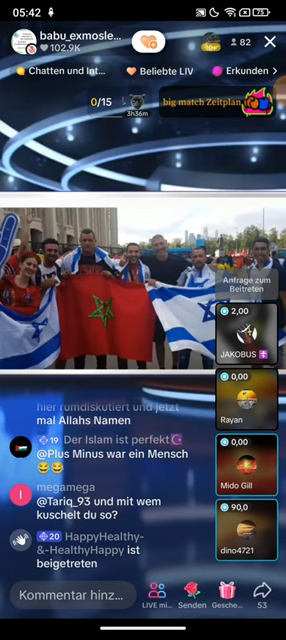 05:42
75
babu_exmosle...
102.9K
82
Chatten und Int...
Beliebte LIV
Erkunden
0/15
3h36m
big match Zeitplan
Anfrage zum
Beitreten
2,00
JAKOBUS
0,00
Rayan
0,00
Mido Gill
90,0
dino4721
hier rumdiskutiert und jetzt
mal Allahs Namen
19 Der Islam ist perfekt☪️
@Plus Minus war ein Mensch
😂😂
I
megamega
@Tariq_93 und mit wem
kuschelt du so?
20 HappyHealthy-
&-HealthyHappy ist
beigetreten
Kommentar hinz...
LIVE mi...
Senden
Gesche...
53